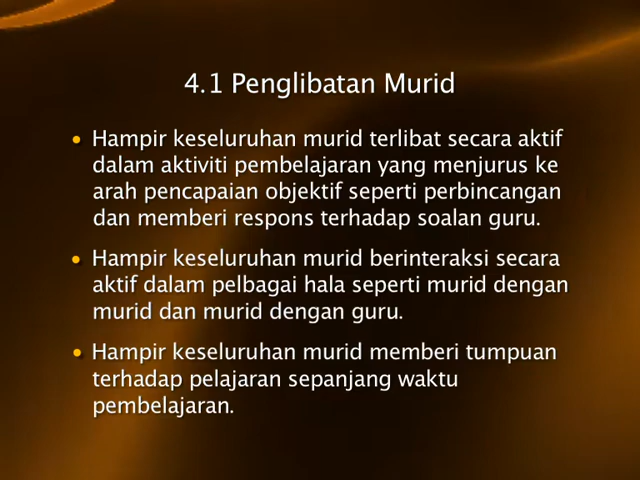 4.1 Penglibatan Murid
• Hampir keseluruhan murid terlibat secara aktif
dalam aktiviti pembelajaran yang menjurus ke
arah pencapaian objektif seperti perbincangan
dan memberi respons terhadap soalan guru.
• Hampir keseluruhan murid berinteraksi secara
aktif dalam pelbagai hala seperti murid dengan
murid dan murid dengan guru.
• Hampir keseluruhan murid memberi tumpuan
terhadap pelajaran sepanjang waktu
pembelajaran.